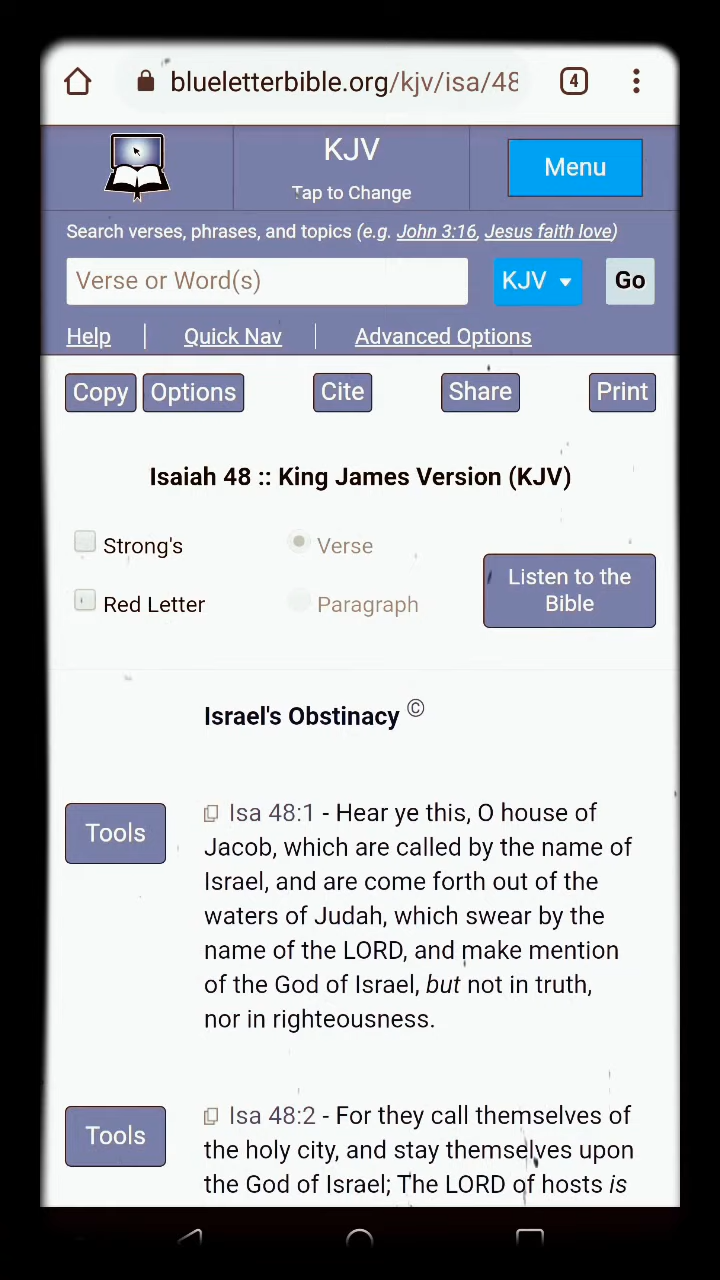 blueletterbible.org/kjv/isa/48
4
KJV
Tap to Change
Menu
Search verses, phrases, and topics (e.g. John 3:16, Jesus faith love)
Verse or Word(s)
KJV
Go
Help
Quick Nav
Advanced Options
Copy
Options
Cite
Share
Print
Isaiah 48 :: King James Version (KJV)
Strong's
Verse
Red Letter
Paragraph
Listen to the
Bible
Israel's Obstinacy ©
Tools
Isa 48:1 - Hear ye this, O house of
Jacob, which are called by the name of
Israel, and are come forth out of the
waters of Judah, which swear by the
name of the LORD, and make mention
of the God of Israel, but not in truth,
nor in righteousness.
Tools
Isa 48:2 - For they call themselves of
the holy city, and stay themselves upon
the God of Israel; The LORD of hosts is